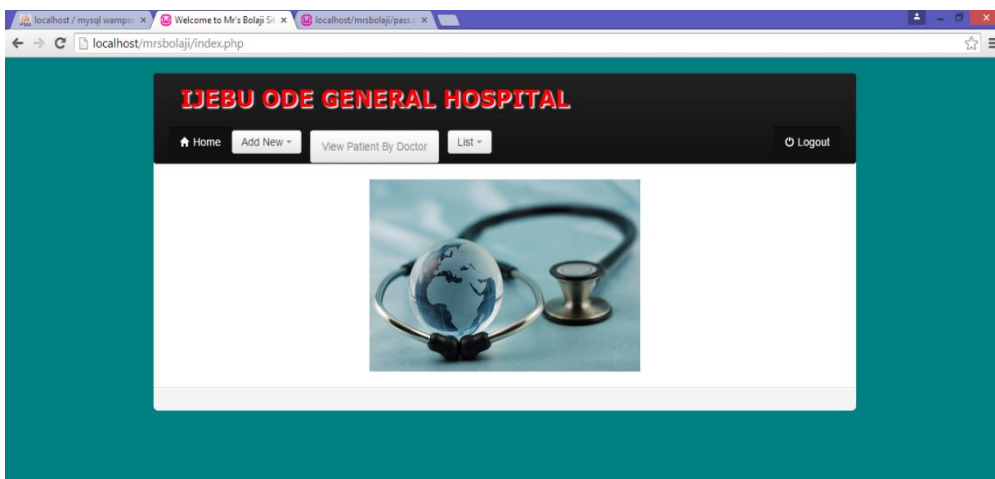 localhost / mysql wampse
Welcome to Mr's Bolaji Sit
localhost/mrsbolaji/pass.p
localhost/mrsbolaji/index.php
IJEBU ODE GENERAL HOSPITAL
Home Add New View Patient By Doctor List Logout